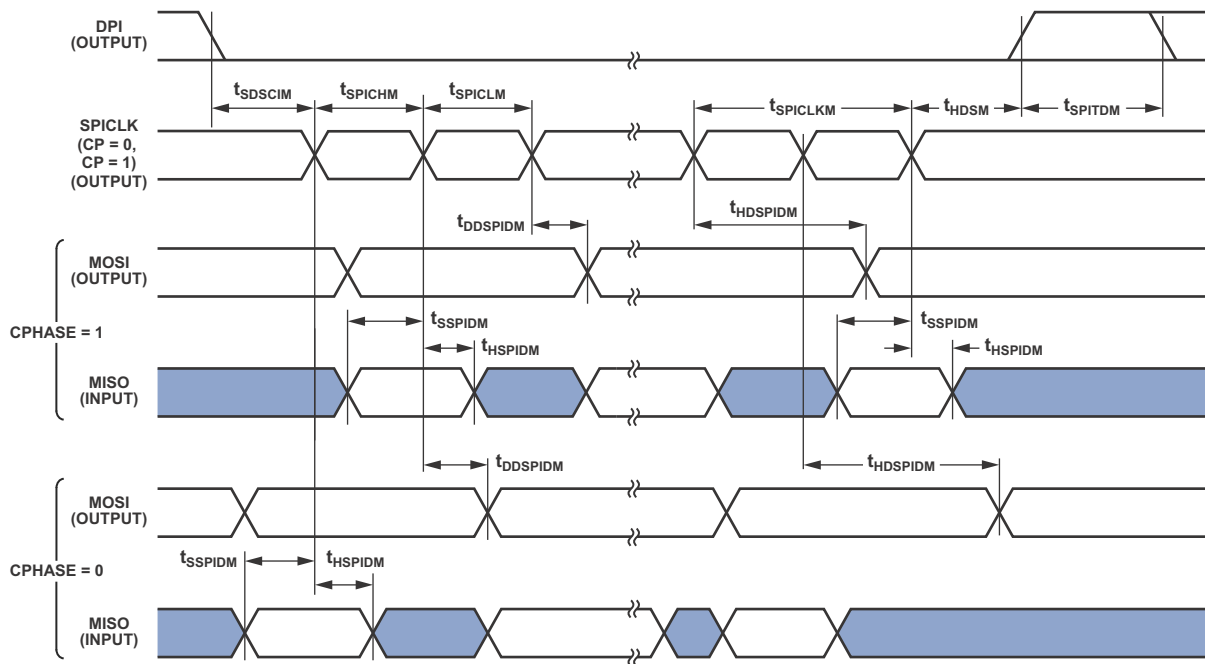 DPI
(OUTPUT)
tSDSCIM
tSPICHM
tSPICLM
tSPICLKM
tHDSM
tSPITDM
SPICLK
(CP = 0,
CP = 1)
(OUTPUT)
tDDSPIDM
tHDSPIDM
MOSI
(OUTPUT)
CPHASE = 1
tSSPIDM
tSSPIDM
tHSPIDM
tHSPIDM
MISO
(INPUT)
tDDSPIDM
tHDSPIDM
MOSI
(OUTPUT)
tSSPIDM
tHSPIDM
CPHASE = 0
MISO
(INPUT)